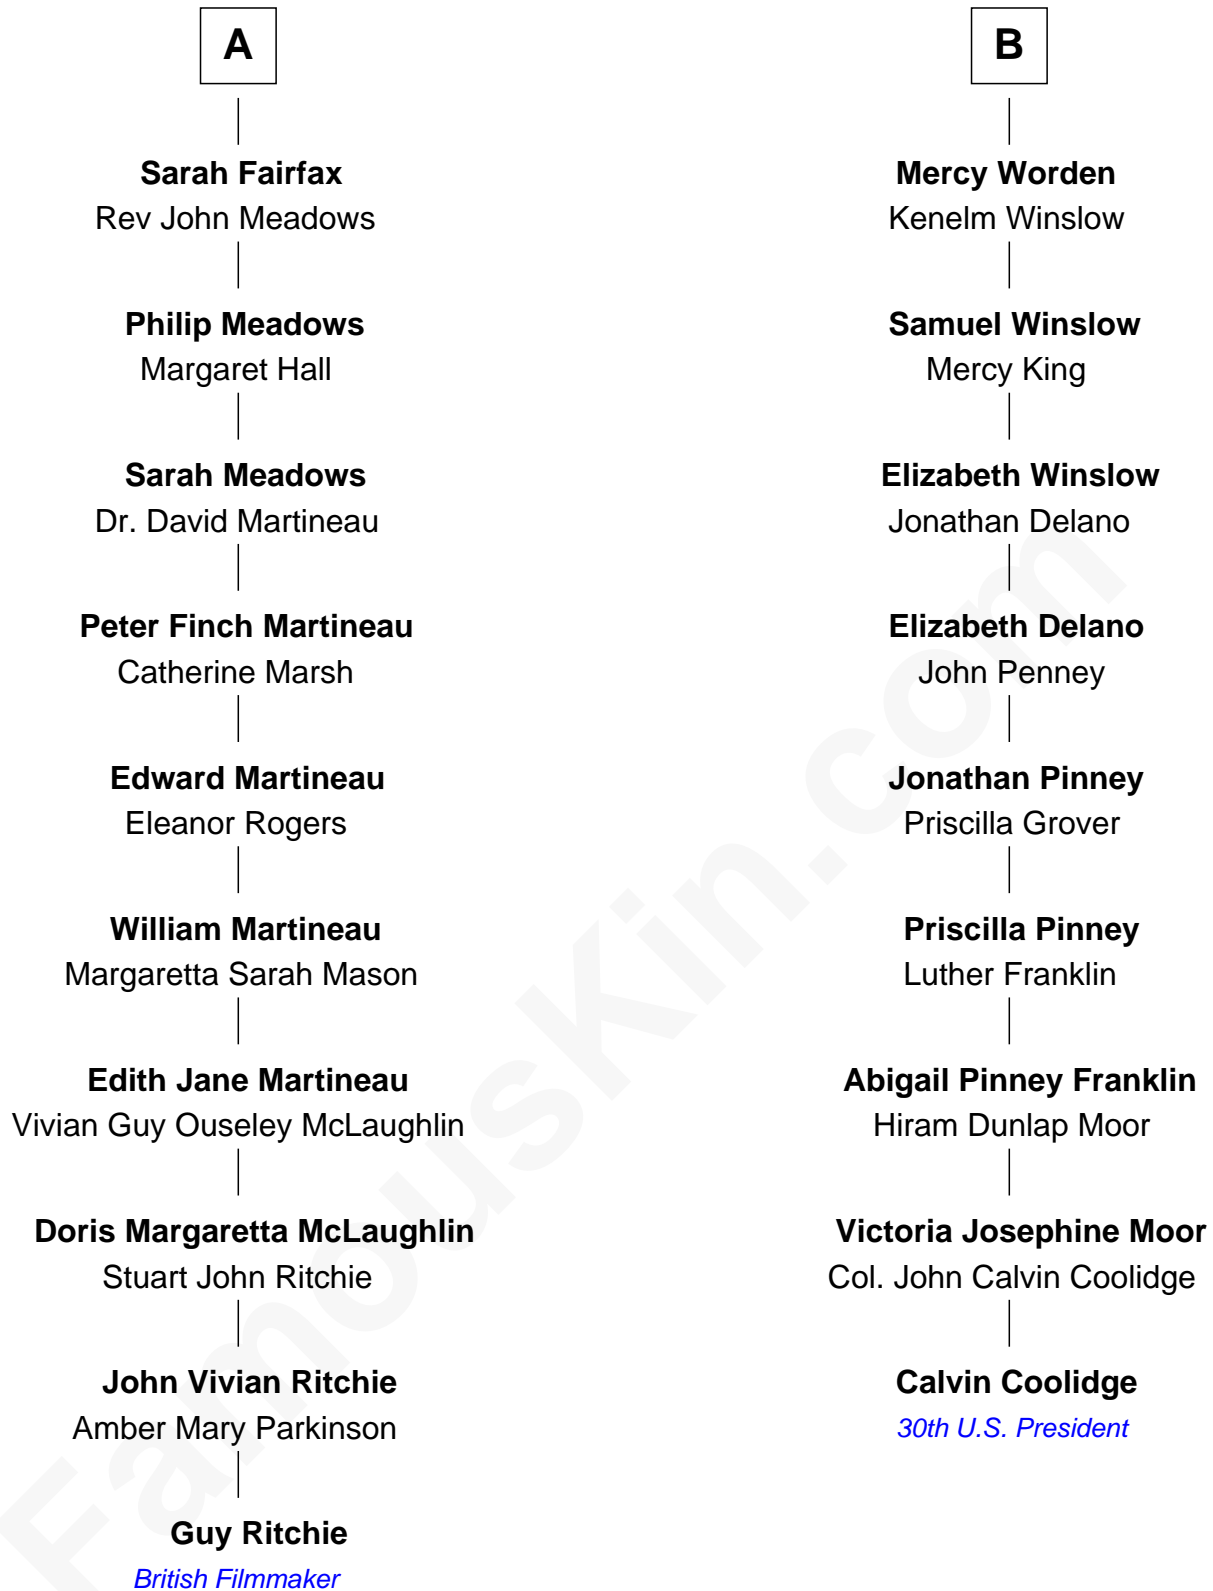 A
Sarah Fairfax
Rev John Meadows
Philip Meadows
Margaret Hall
Sarah Meadows
Dr. David Martineau
Peter Finch Martineau
Catherine Marsh
Edward Martineau
Eleanor Rogers
William Martineau
Margaretta Sarah Mason
Edith Jane Martineau
Vivian Guy Ouseley McLaughlin
Doris Margaretta McLaughlin
Stuart John Ritchie
John Vivian Ritchie
Amber Mary Parkinson
Guy Ritchie
British Filmmaker
B
Mercy Worden
Kenelm Winslow
Samuel Winslow
Mercy King
Elizabeth Winslow
Jonathan Delano
Elizabeth Delano
John Penney
Jonathan Pinney
Priscilla Grover
Priscilla Pinney
Luther Franklin
Abigail Pinney Franklin
Hiram Dunlap Moor
Victoria Josephine Moor
Col. John Calvin Coolidge
Calvin Coolidge
30th U.S. President
FamousKin.com